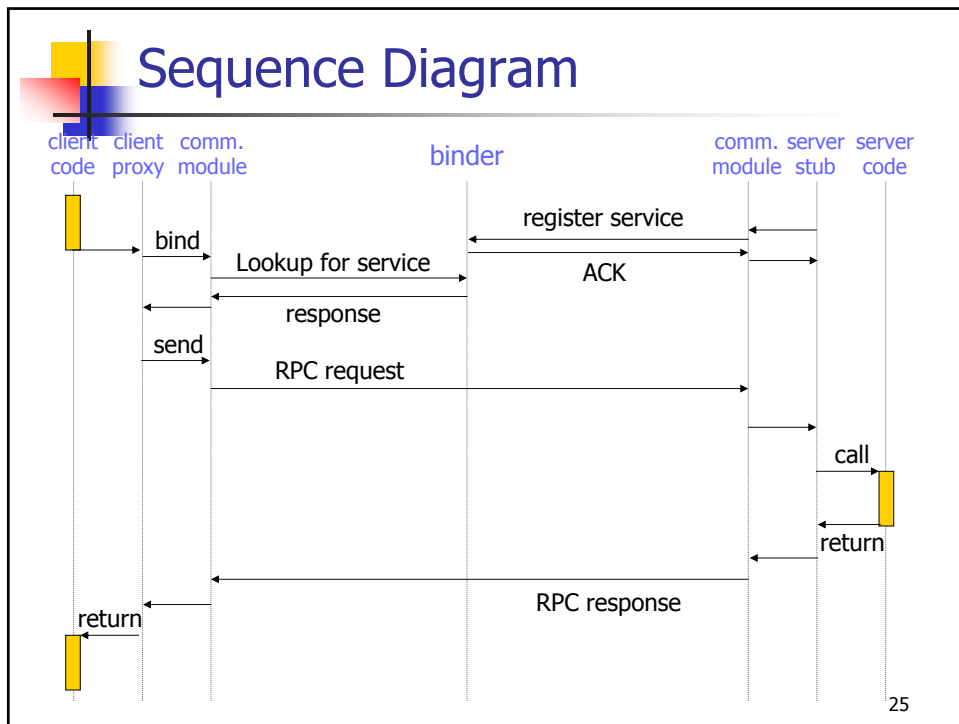 Sequence Diagram
client client comm. binder comm. server server
code proxy module module stub code
register service
bind
Lookup for service
ACK
response
send
RPC request
call
return
RPC response
return
25